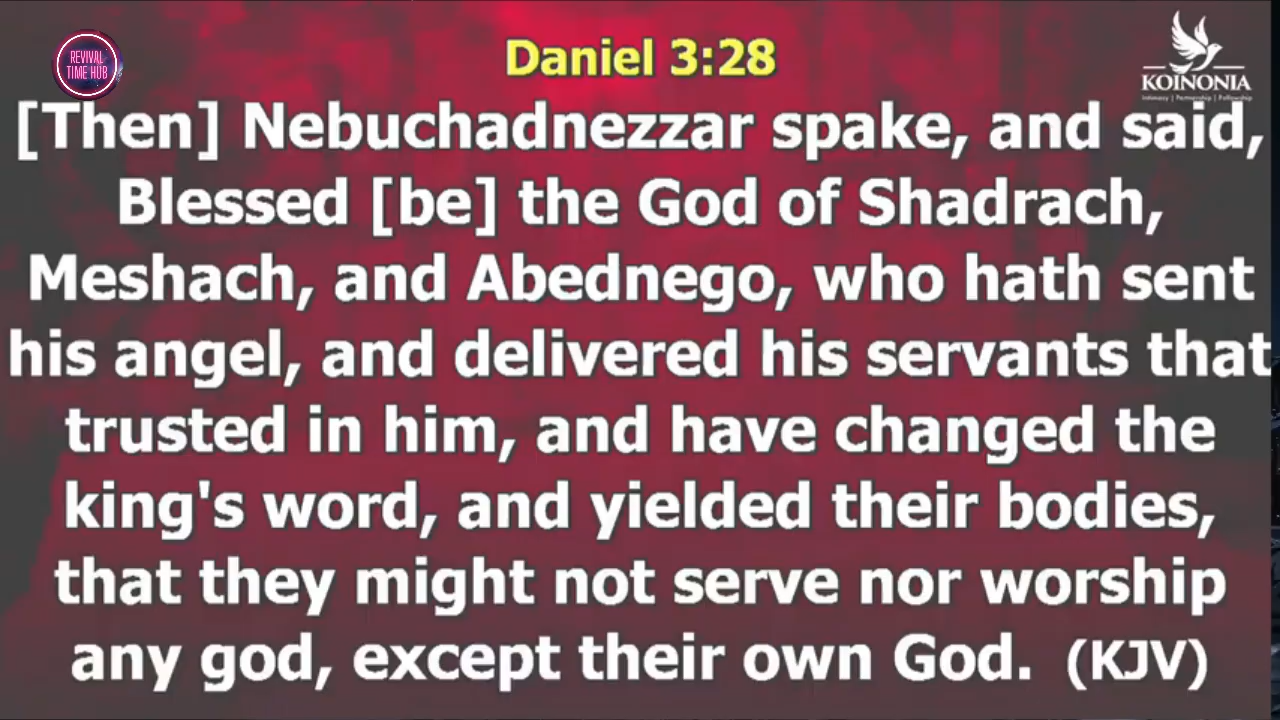 REVIVAL
TIME HUB
Daniel 3:28
KOINONIA
Intimacy | Partnership | Fellowship
[Then] Nebuchadnezzar spake, and said,
Blessed [be] the God of Shadrach,
Meshach, and Abednego, who hath sent
his angel, and delivered his servants that
trusted in him, and have changed the
king's word, and yielded their bodies,
that they might not serve nor worship
any god, except their own God. (KJV)